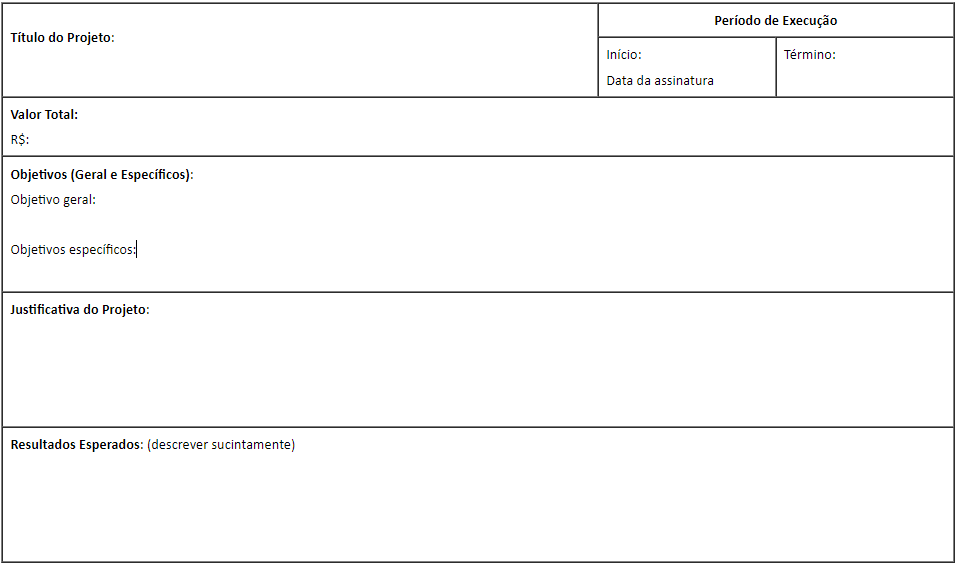 Título do Projeto:
Período de Execução
Início:
Data da assinatura
Término:
Valor Total:
R$:
Objetivos (Geral e Específicos):
Objetivo geral:
Objetivos específicos:
Justificativa do Projeto:
Resultados Esperados: (descrever sucintamente)